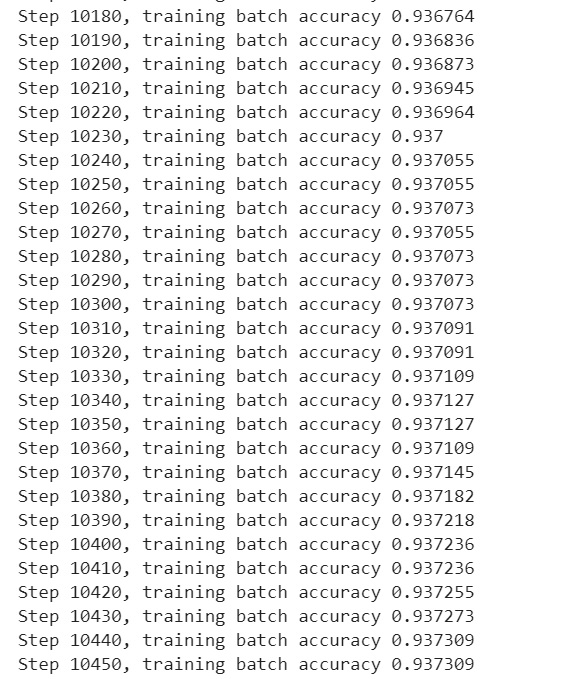 Step 10180, training batch accuracy 0.936764
Step 10190, training batch accuracy 0.936836
Step 10200, training batch accuracy 0.936873
Step 10210, training batch accuracy 0.936945
Step 10220, training batch accuracy 0.936964
Step 10230, training batch accuracy 0.937
Step 10240, training batch accuracy 0.937055
Step 10250, training batch accuracy 0.937055
Step 10260, training batch accuracy 0.937073
Step 10270, training batch accuracy 0.937055
Step 10280, training batch accuracy 0.937073
Step 10290, training batch accuracy 0.937073
Step 10300, training batch accuracy 0.937073
Step 10310, training batch accuracy 0.937091
Step 10320, training batch accuracy 0.937091
Step 10330, training batch accuracy 0.937109
Step 10340, training batch accuracy 0.937127
Step 10350, training batch accuracy 0.937127
Step 10360, training batch accuracy 0.937109
Step 10370, training batch accuracy 0.937145
Step 10380, training batch accuracy 0.937182
Step 10390, training batch accuracy 0.937218
Step 10400, training batch accuracy 0.937236
Step 10410, training batch accuracy 0.937236
Step 10420, training batch accuracy 0.937255
Step 10430, training batch accuracy 0.937273
Step 10440, training batch accuracy 0.937309
Step 10450, training batch accuracy 0.937309